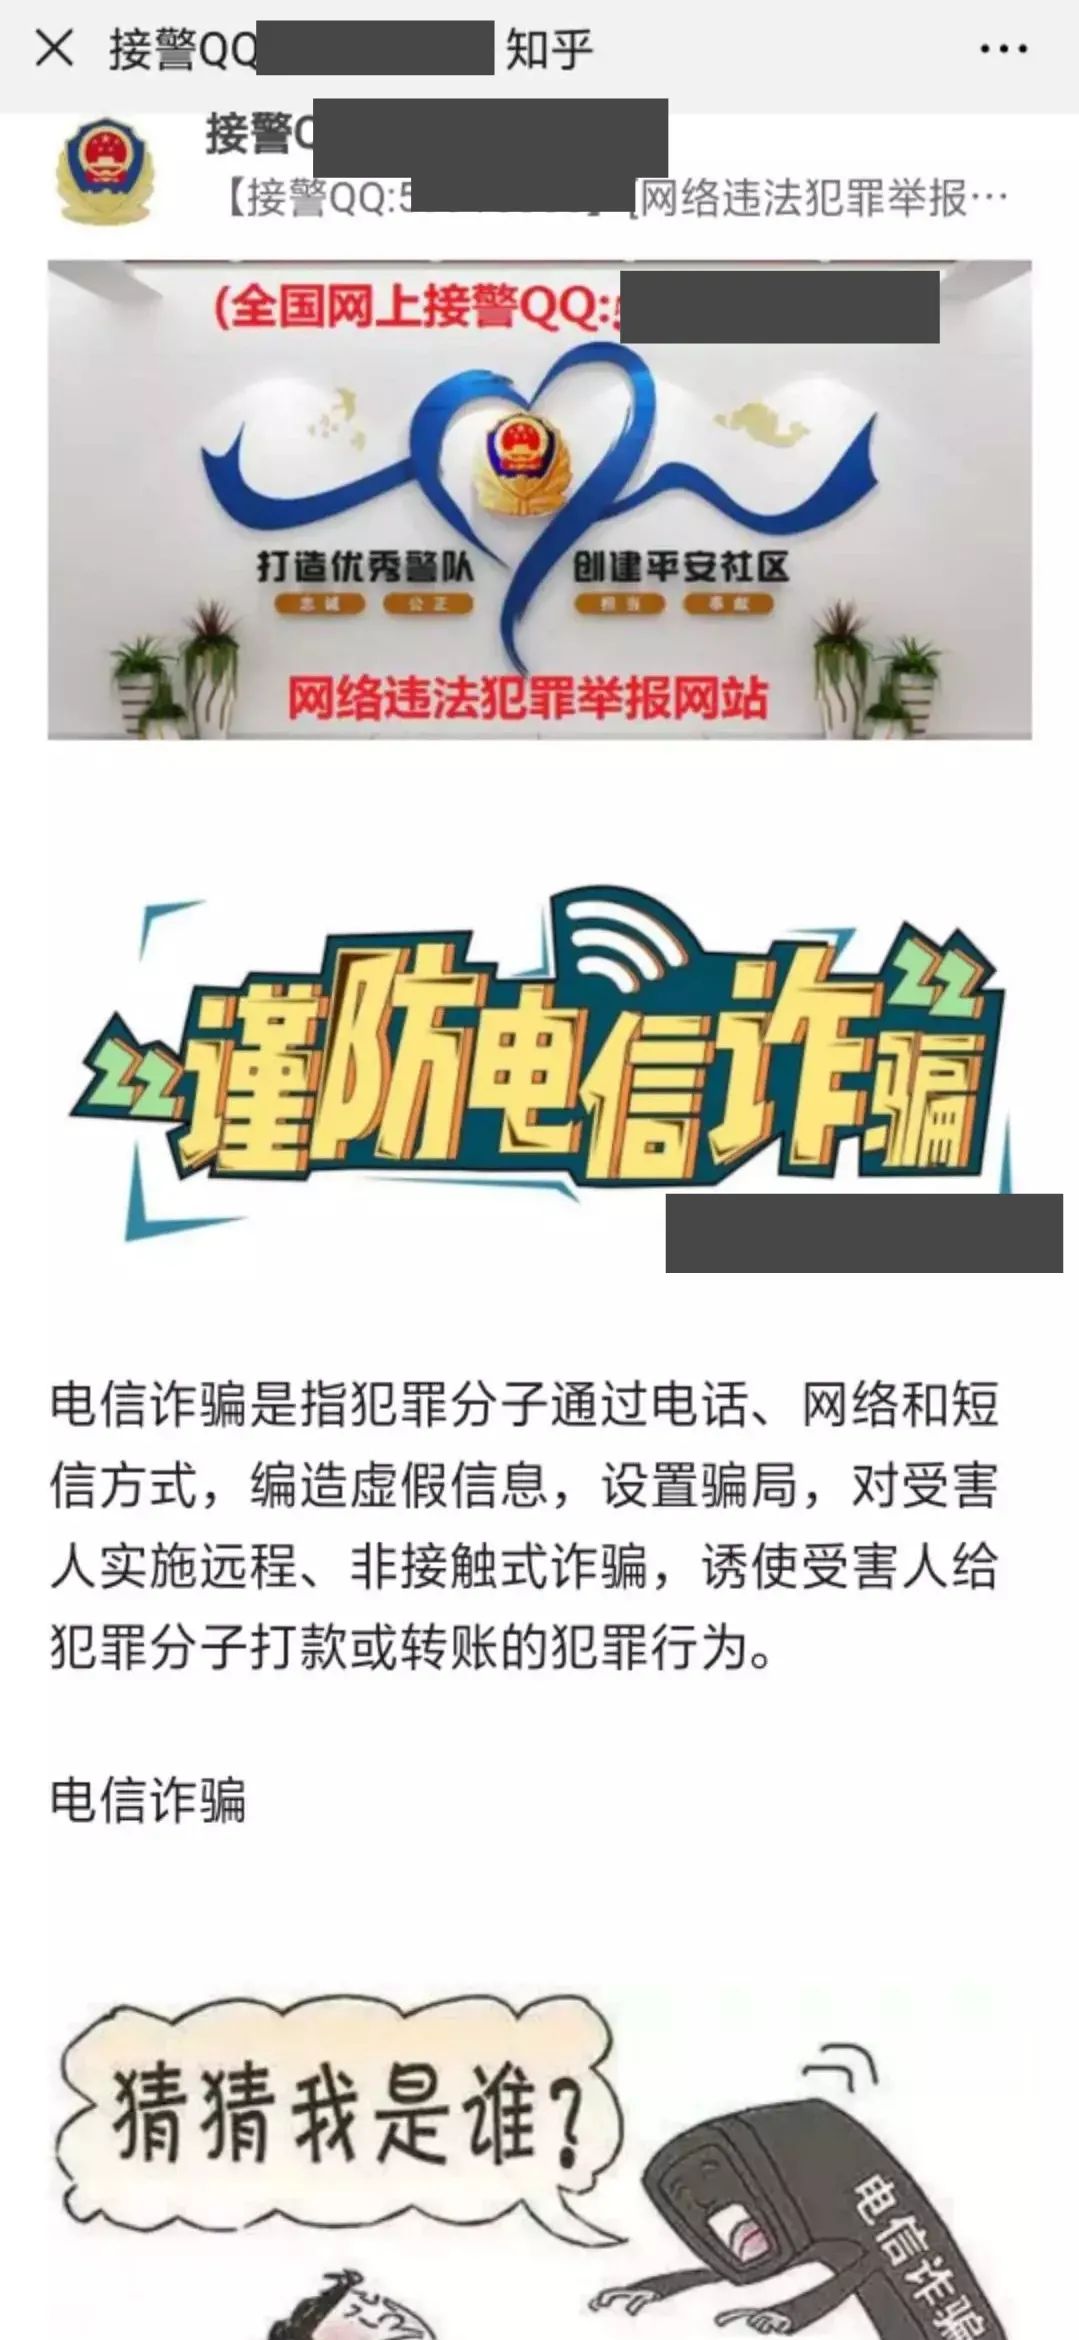 接警QQ 知乎
接警Q
【接警QQ:5 [网络违法犯罪举报…
(全国网上接警QQ:
打造优秀警队 创建平安社区
忠诚 公正 担当 奉献
网络违法犯罪举报网站
谨防电信诈骗
电信诈骗是指犯罪分子通过电话、网络和短
信方式，编造虚假信息，设置骗局，对受害
人实施远程、非接触式诈骗，诱使受害人给
犯罪分子打款或转账的犯罪行为。
电信诈骗
猜猜我是谁？
电信诈骗